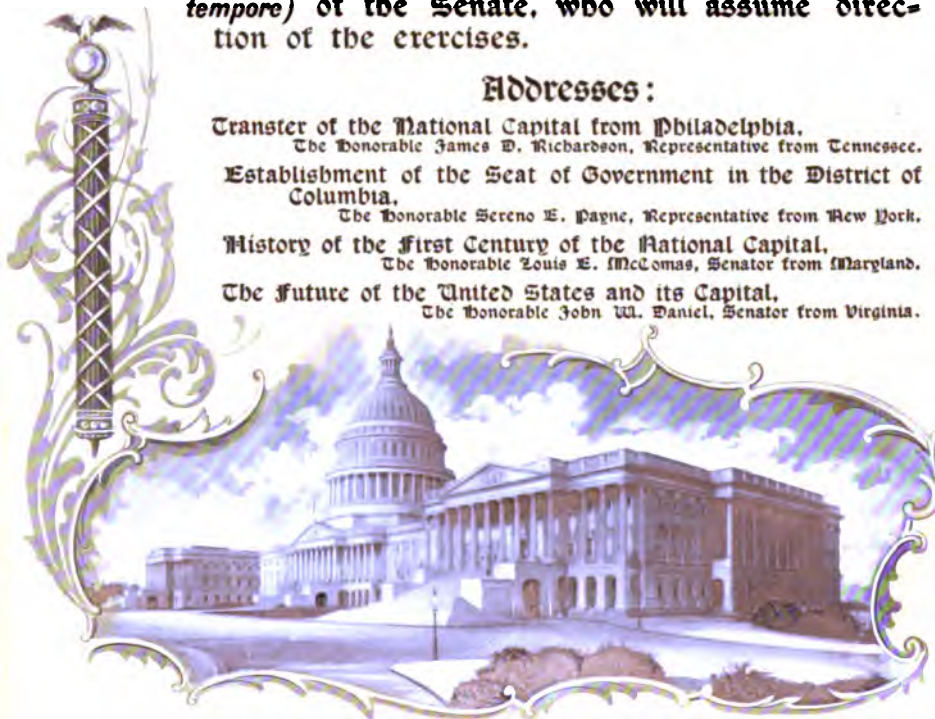 tempore) of the Senate, who will assume direc=
tion of the exercises.
Addresses:
Transfer of the National Capital from Philadelphia,
The Honorable James D. Richardson, Representative from Tennessee.
Establishment of the Seat of Government in the District of
Columbia,
The Honorable Sereno E. Payne, Representative from New York.
History of the First Century of the National Capital,
The Honorable Louis E. McComas, Senator from Maryland.
The Future of the United States and its Capital,
The Honorable John W. Daniel, Senator from Virginia.